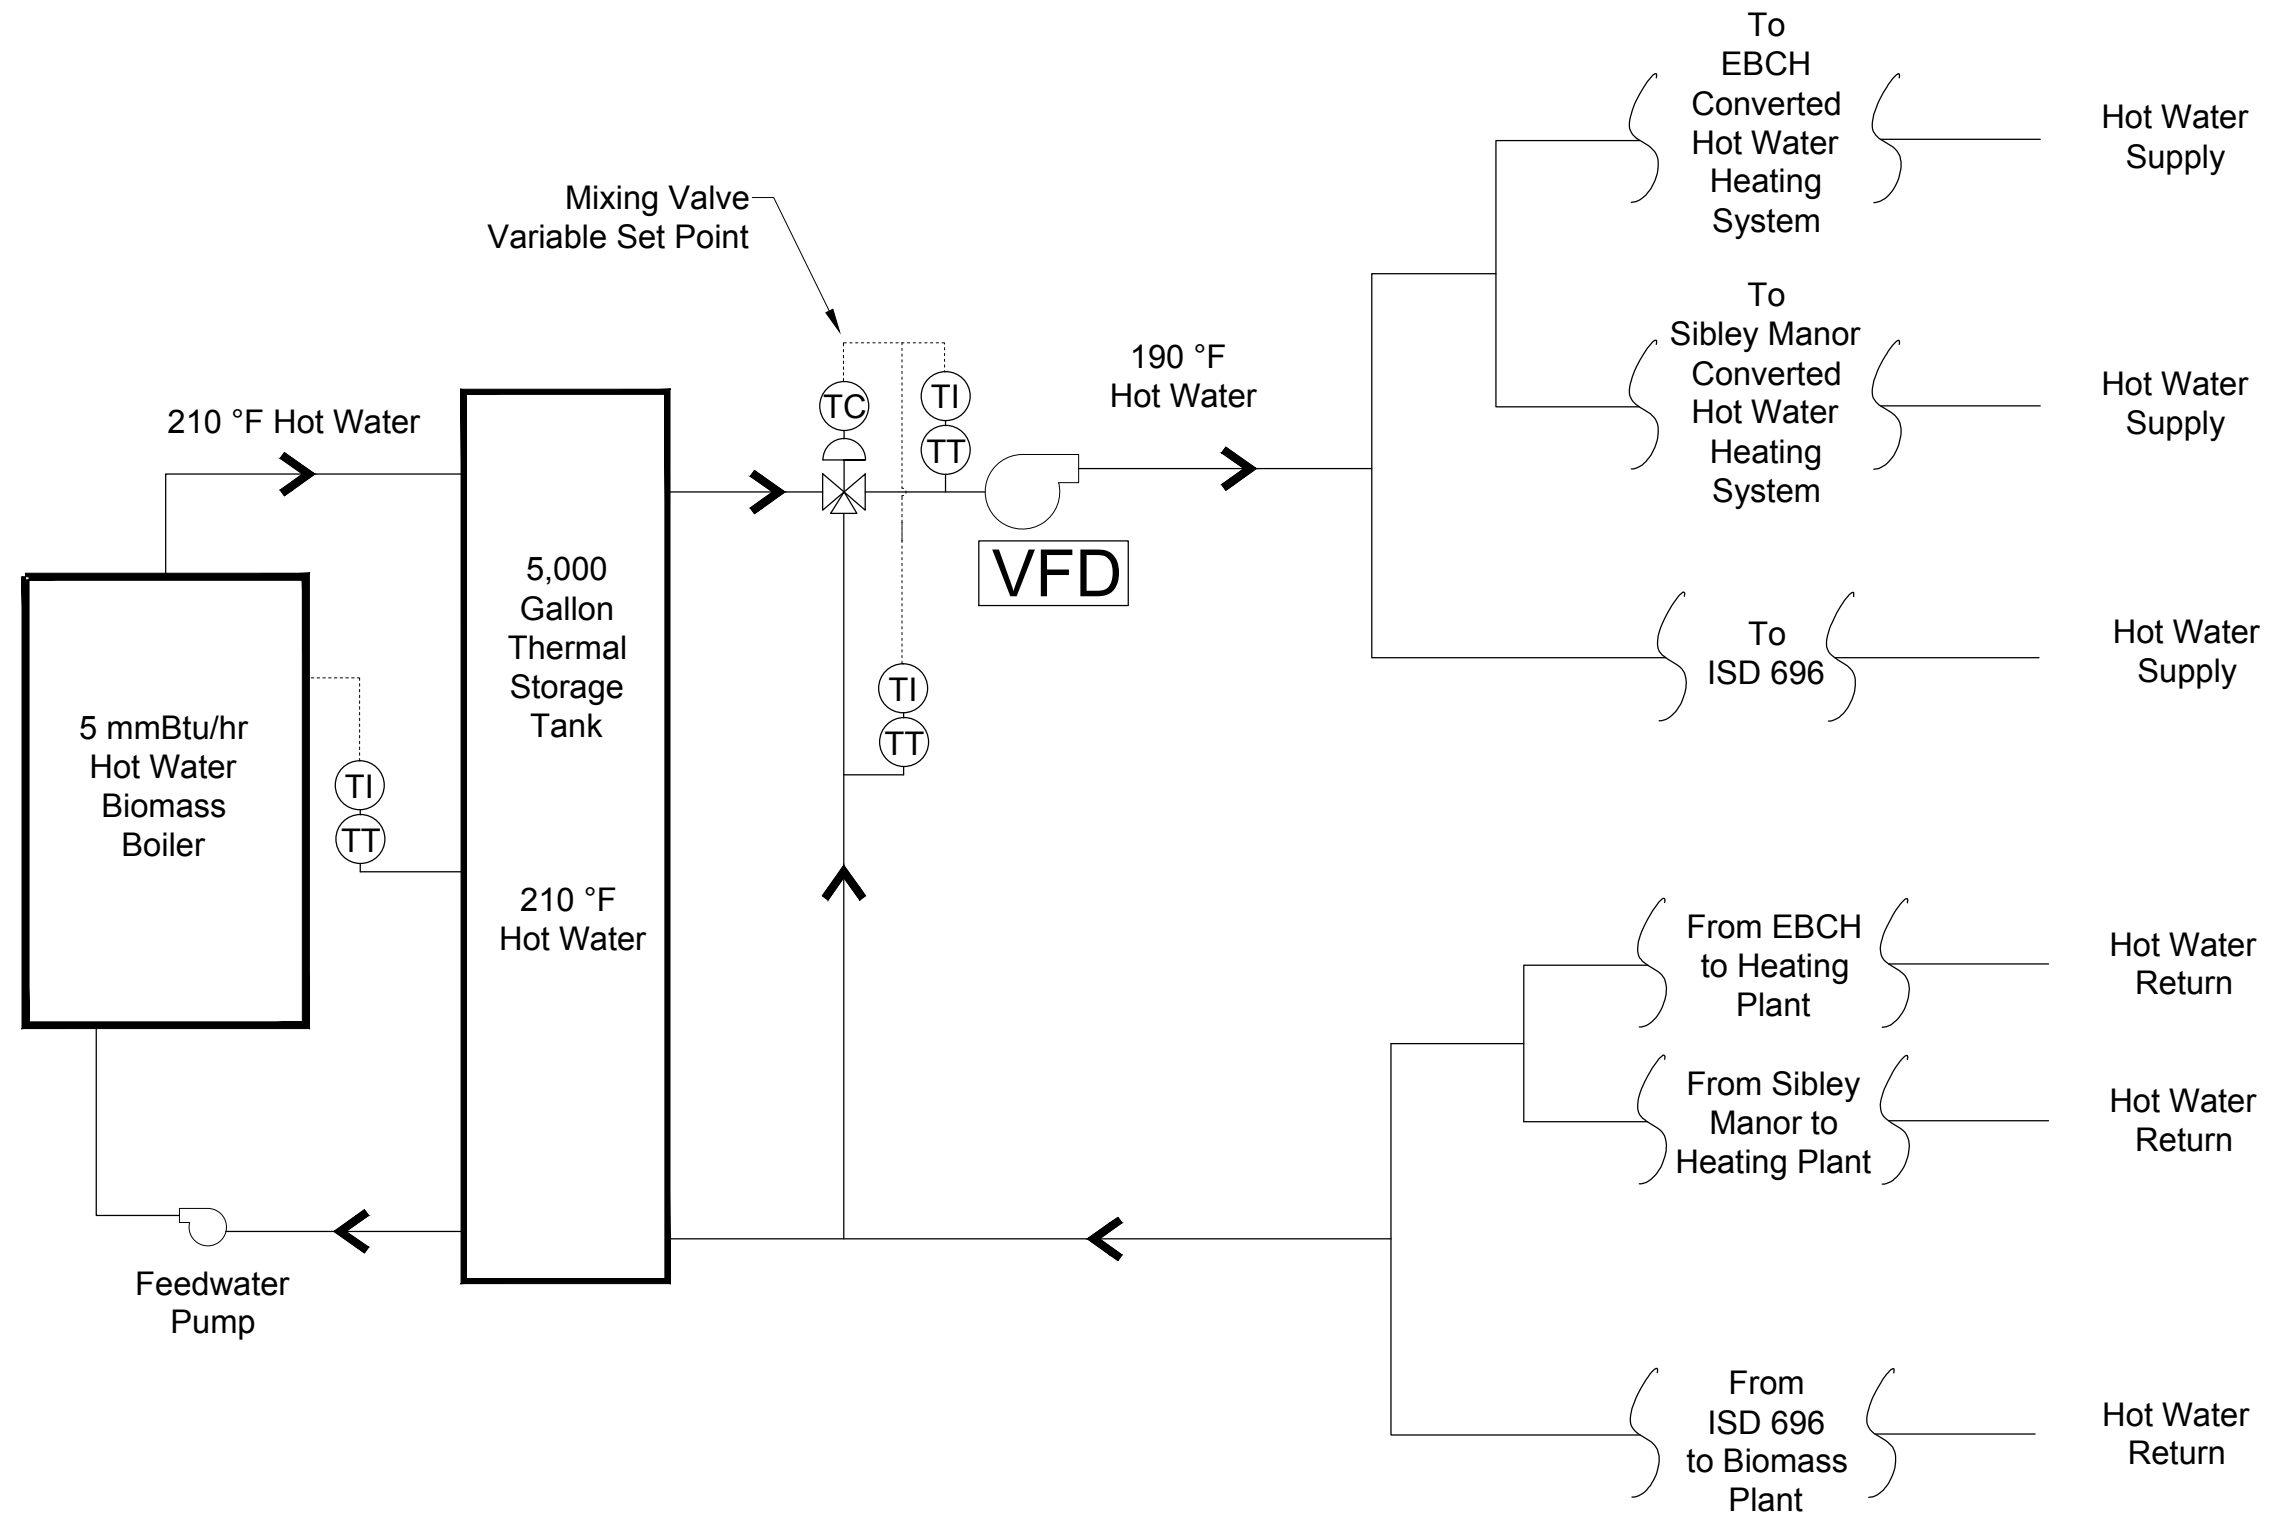 To
EBCH
Converted
Hot Water
Heating
System
Hot Water
Supply
Mixing Valve
Variable Set Point
To
Sibley Manor
Converted
Hot Water
Heating
System
Hot Water
Supply
190 °F
Hot Water
210 °F Hot Water
TC
TI
TT
VFD
5,000
Gallon
Thermal
Storage
Tank
210 °F
Hot Water
To
ISD 696
Hot Water
Supply
TI
TT
5 mmBtu/hr
Hot Water
Biomass
Boiler
TI
TT
From EBCH
to Heating
Plant
Hot Water
Return
From Sibley
Manor to
Heating Plant
Hot Water
Return
Feedwater
Pump
From
ISD 696
to Biomass
Plant
Hot Water
Return